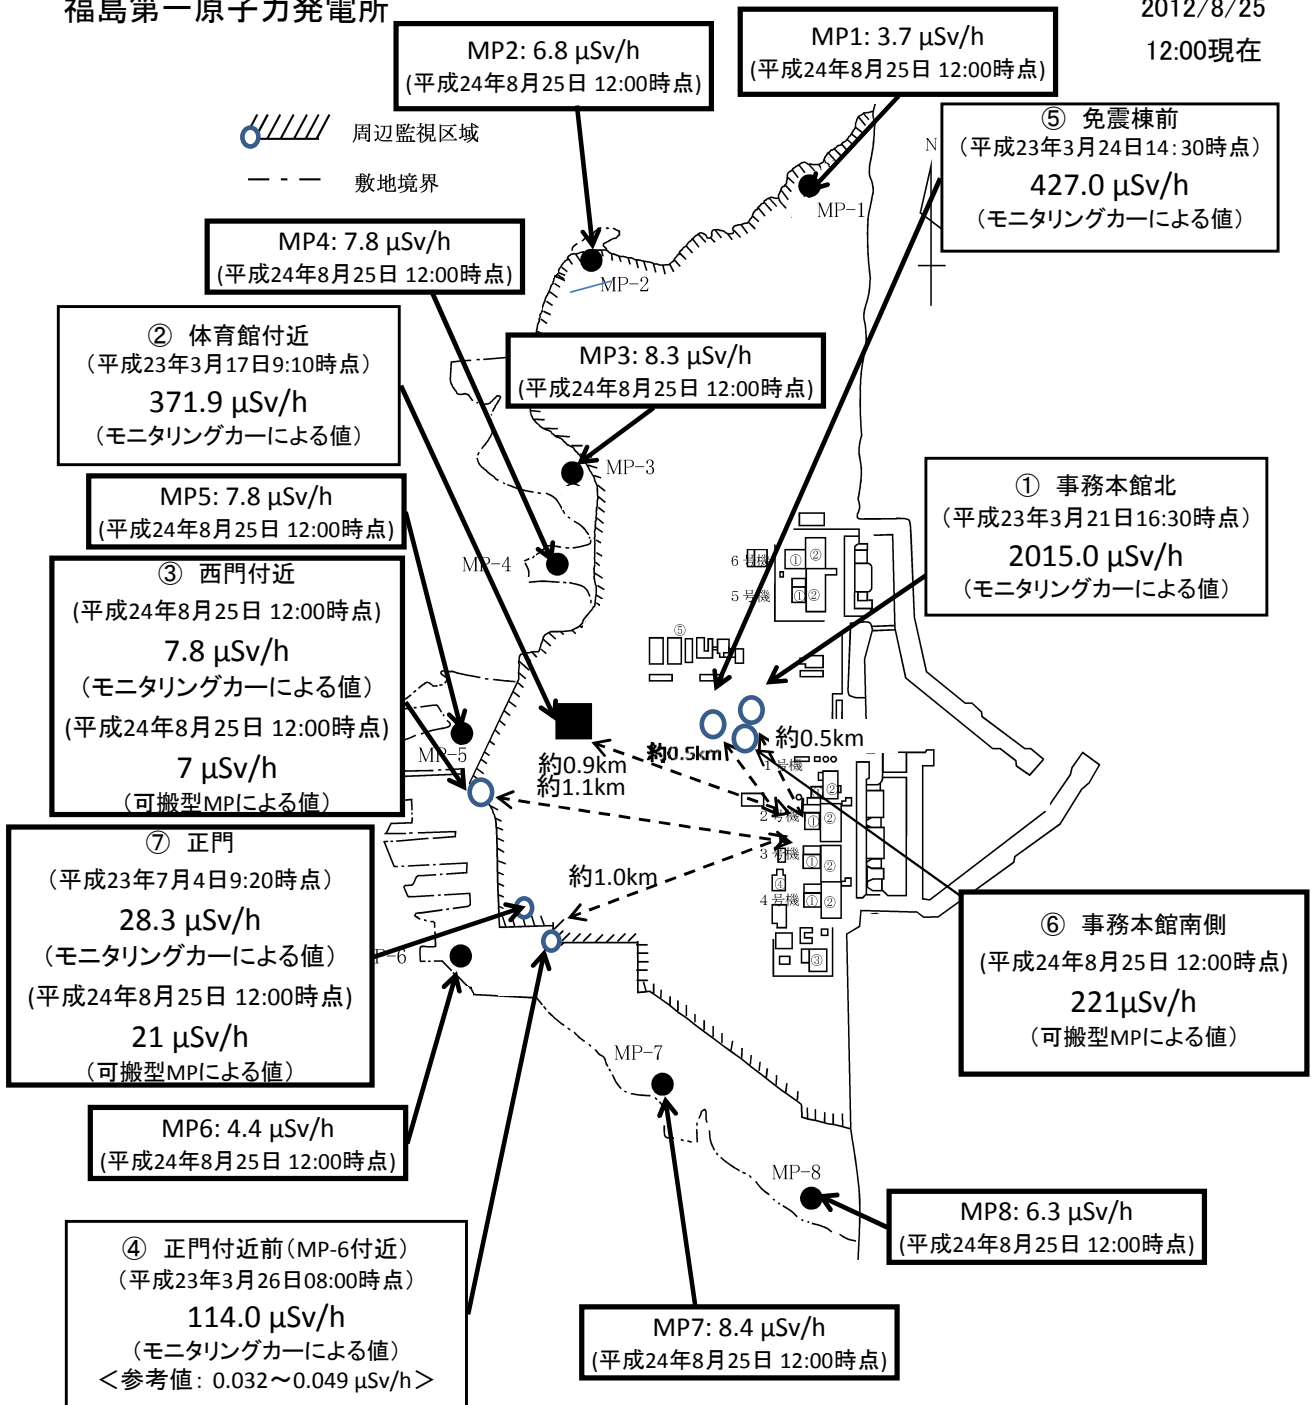 福島第一原子力発電所
2012/8/25
12:00現在
MP2: 6.8 μSv/h
(平成24年8月25日 12:00時点)
MP1: 3.7 μSv/h
(平成24年8月25日 12:00時点)
周辺監視区域
敷地境界
⑤ 免震棟前
(平成23年3月24日14:30時点)
427.0 μSv/h
(モニタリングカーによる値)
N
MP-1
MP4: 7.8 μSv/h
(平成24年8月25日 12:00時点)
MP-2
② 体育館付近
(平成23年3月17日9:10時点)
371.9 μSv/h
(モニタリングカーによる値)
MP3: 8.3 μSv/h
(平成24年8月25日 12:00時点)
MP-3
MP5: 7.8 μSv/h
(平成24年8月25日 12:00時点)
① 事務本館北
(平成23年3月21日16:30時点)
2015.0 μSv/h
(モニタリングカーによる値)
MP-4
6号機 ① ②
5号機 ① ②
③ 西門付近
(平成24年8月25日 12:00時点)
7.8 μSv/h
(モニタリングカーによる値)
(平成24年8月25日 12:00時点)
7 μSv/h
(可搬型MPによる値)
⑤
MP-5
約0.9km
約1.1km
約0.5km
約0.5km
1号機 ②
2号機 ① ②
3号機 ① ②
④
4号機 ① ②
③
約1.0km
⑦ 正門
(平成23年7月4日9:20時点)
28.3 μSv/h
(モニタリングカーによる値)
(平成24年8月25日 12:00時点)
21 μSv/h
(可搬型MPによる値)
P-6
⑥ 事務本館南側
(平成24年8月25日 12:00時点)
221μSv/h
(可搬型MPによる値)
MP-7
MP6: 4.4 μSv/h
(平成24年8月25日 12:00時点)
MP-8
MP8: 6.3 μSv/h
(平成24年8月25日 12:00時点)
④ 正門付近前(MP-6付近)
(平成23年3月26日08:00時点)
114.0 μSv/h
(モニタリングカーによる値)
<参考値: 0.032～0.049 μSv/h>
MP7: 8.4 μSv/h
(平成24年8月25日 12:00時点)